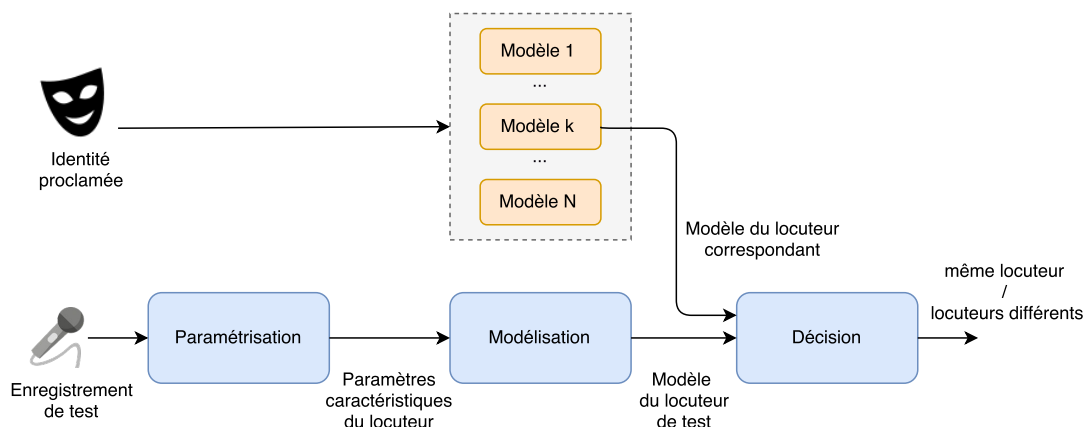 Modèle 1
...
Modèle k
...
Modèle N
Identité
proclamée
Modèle du locuteur
correspondant
Enregistrement
de test
Paramétrisation
Paramètres
caractéristiques
du locuteur
Modélisation
Modèle
du locuteur
de test
Décision
même locuteur
/
locuteurs différents